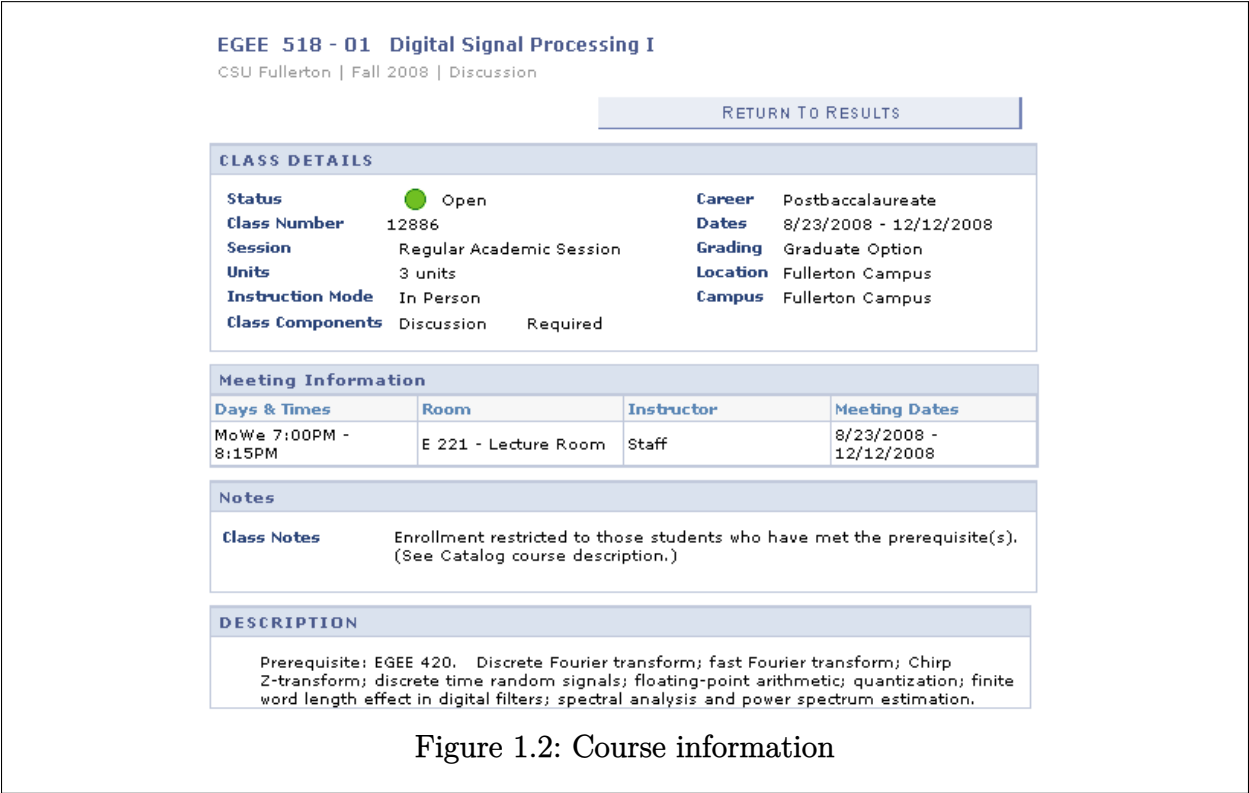 EGEE 518 - 01 Digital Signal Processing I
CSU Fullerton | Fall 2008 | Discussion
RETURN TO RESULTS
CLASS DETAILS
Status Open
Class Number 12886
Session Regular Academic Session
Units 3 units
Instruction Mode In Person
Class Components Discussion Required
Career Postbaccalaureate
Dates 8/23/2008 - 12/12/2008
Grading Graduate Option
Location Fullerton Campus
Campus Fullerton Campus
Meeting Information
Days & Times Room Instructor Meeting Dates
MoWe 7:00PM -
8:15PM
E 221 - Lecture Room
Staff
8/23/2008 -
12/12/2008
Notes
Class Notes Enrollment restricted to those students who have met the prerequisite(s).
(See Catalog course description.)
DESCRIPTION
Prerequisite: EGEE 420. Discrete Fourier transform; fast Fourier transform; Chirp
Z-transform; discrete time random signals; floating-point arithmetic; quantization; finite
word length effect in digital filters; spectral analysis and power spectrum estimation.
Figure 1.2: Course information